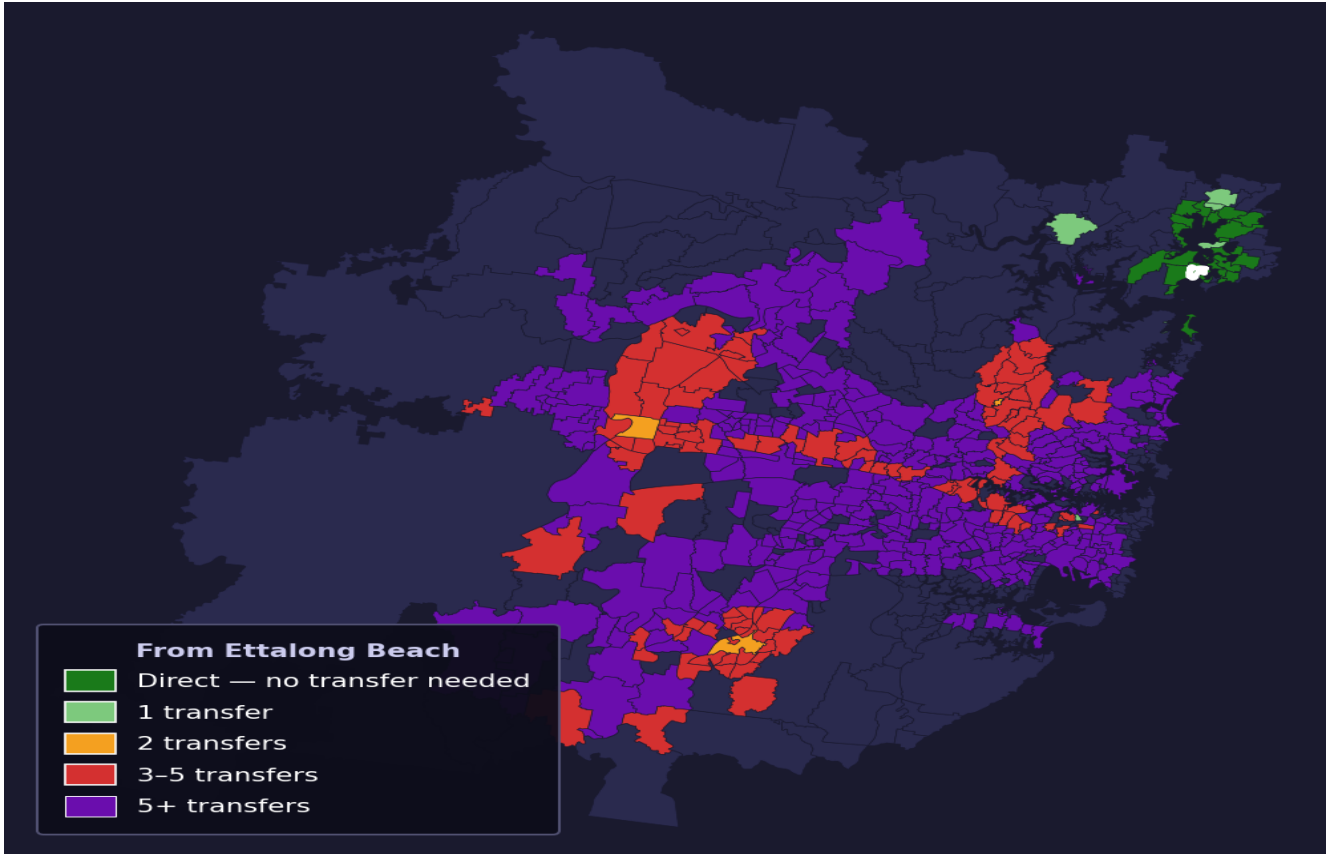 From Ettalong Beach
Direct — no transfer needed
1 transfer
2 transfers
3–5 transfers
5+ transfers